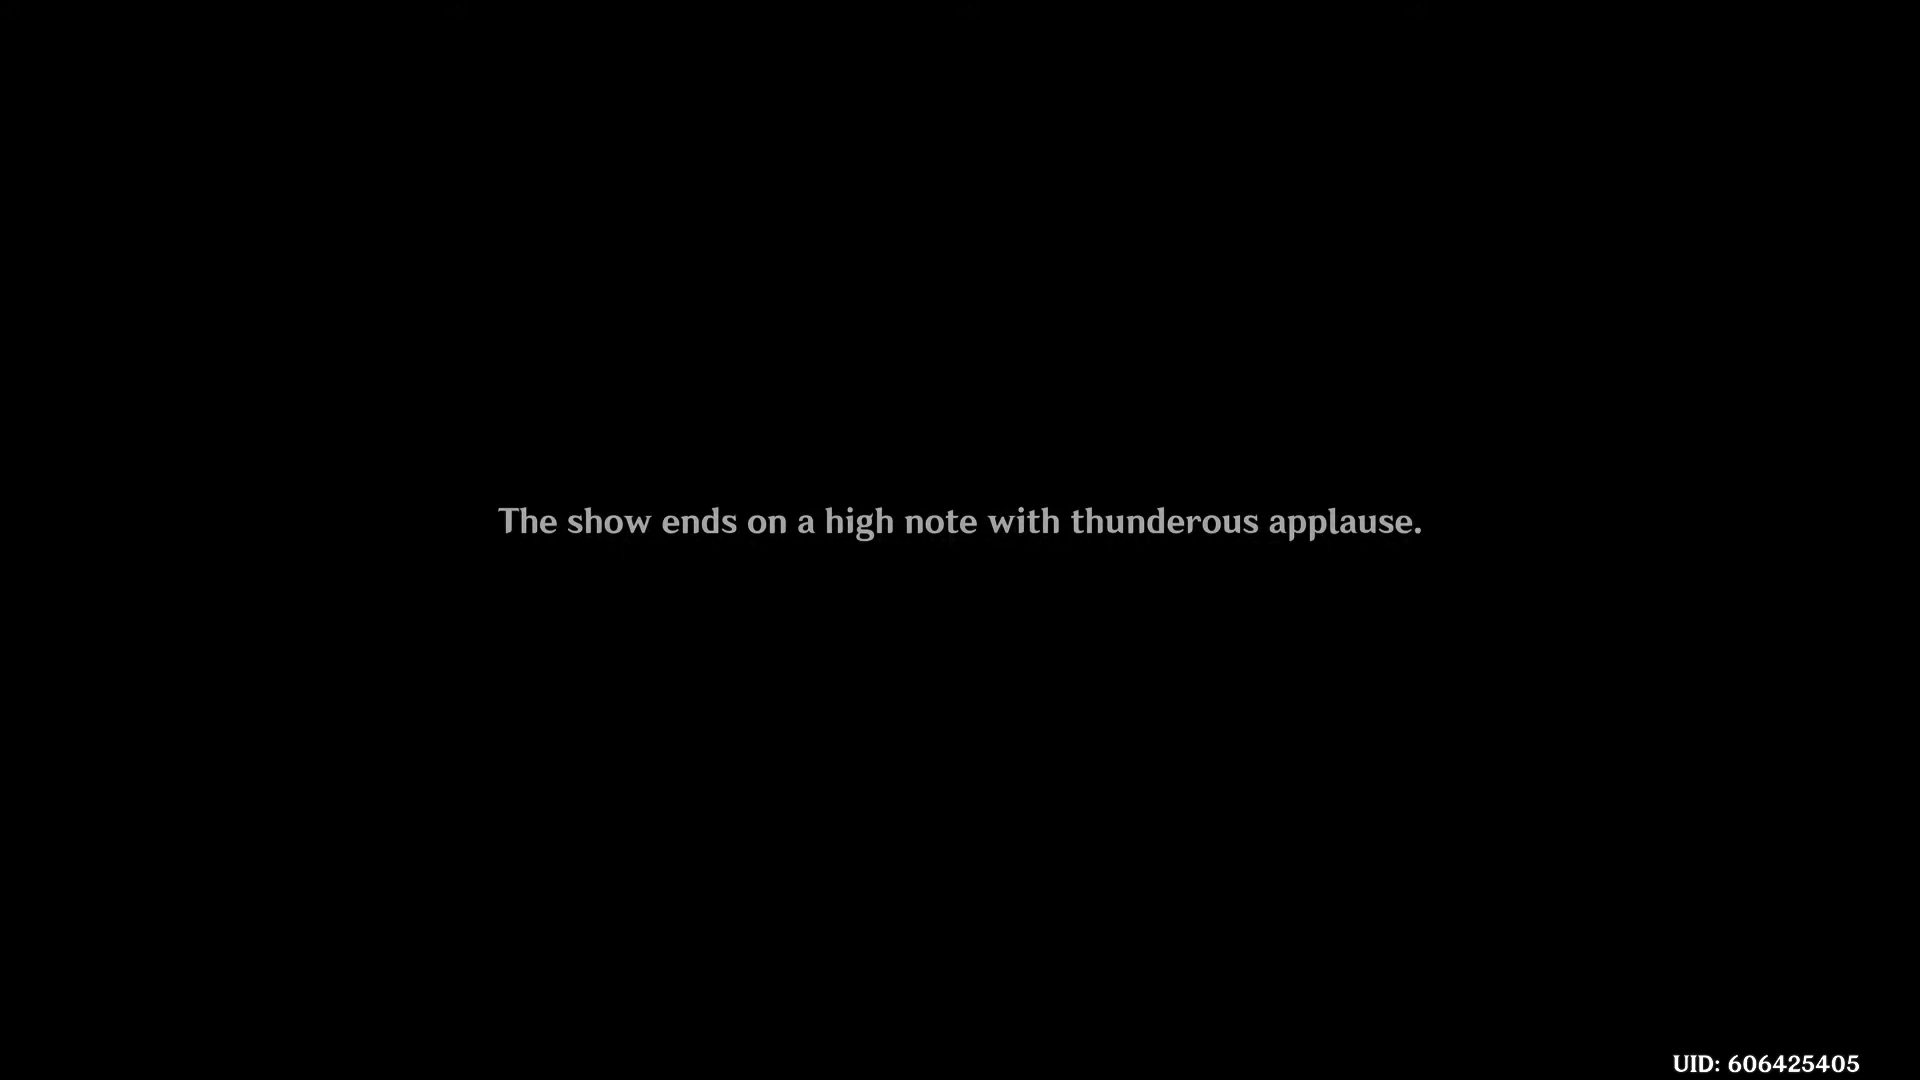 The show ends on a high note with thunderous applause.
UID: 606425405